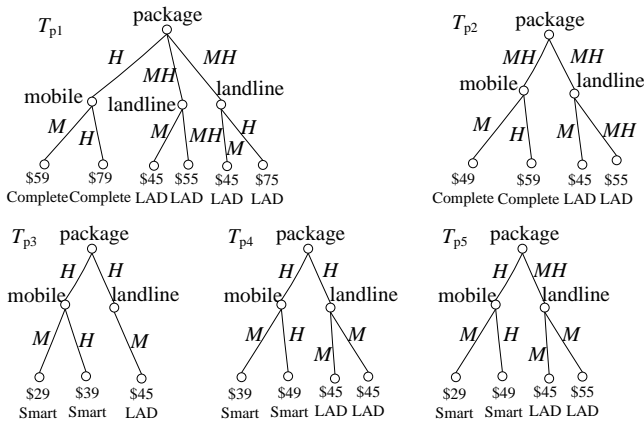 T_p1 package T_p2 package
H MH MH MH MH
mobile landline landline mobile landline
M H M MH M H M H M MH
$59 $79 $45 $55 $45 $75 $49 $59 $45 $55
Complete Complete LAD LAD LAD LAD Complete Complete LAD LAD
T_p3 package T_p4 package T_p5 package
H H H H H MH
mobile landline mobile landline mobile landline
M H M M H M M M H M M
$29 $39 $45 $39 $49 $45 $45 $29 $49 $45 $55
Smart Smart LAD Smart Smart LAD LAD Smart Smart LAD LAD